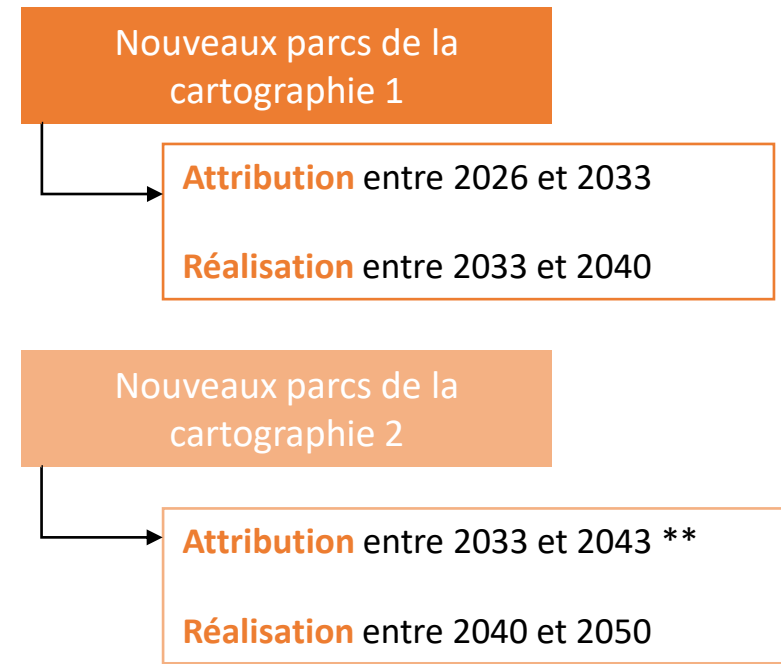 Nouveaux parcs de la
cartographie 1
Attribution entre 2026 et 2033
Réalisation entre 2033 et 2040
Nouveaux parcs de la
cartographie 2
Attribution entre 2033 et 2043 **
Réalisation entre 2040 et 2050